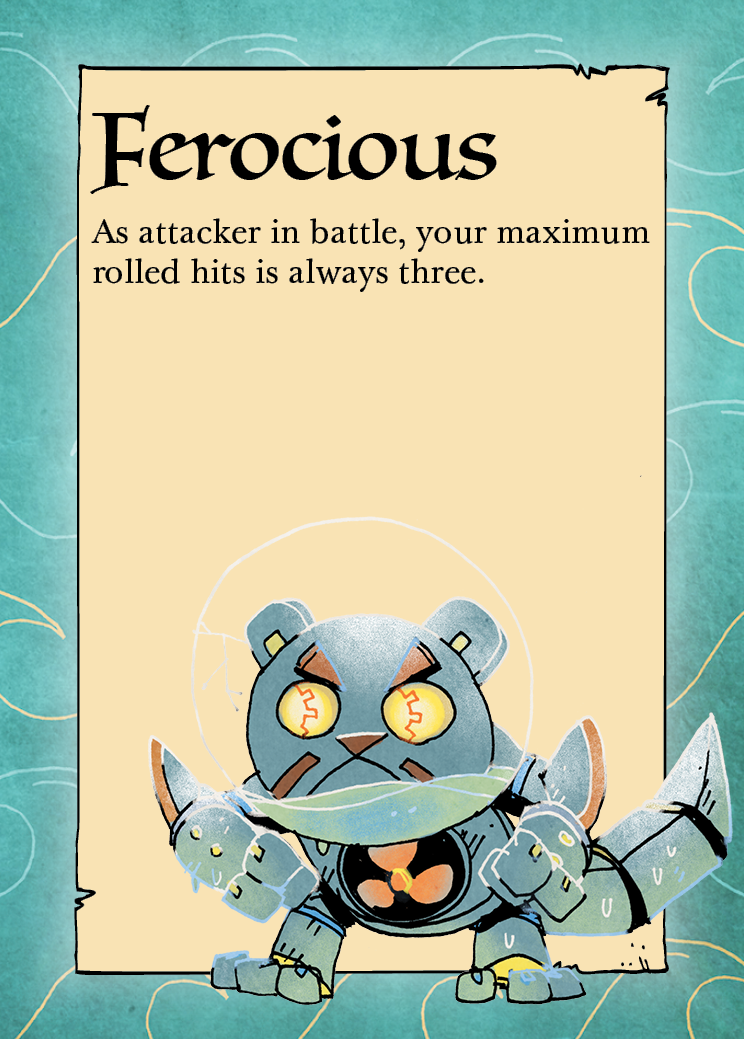 Ferocious
As attacker in battle, your maximum
rolled hits is always three.